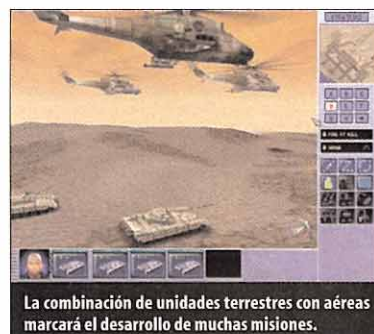 La combinación de unidades terrestres con aéreas
marcará el desarrollo de muchas misiones.